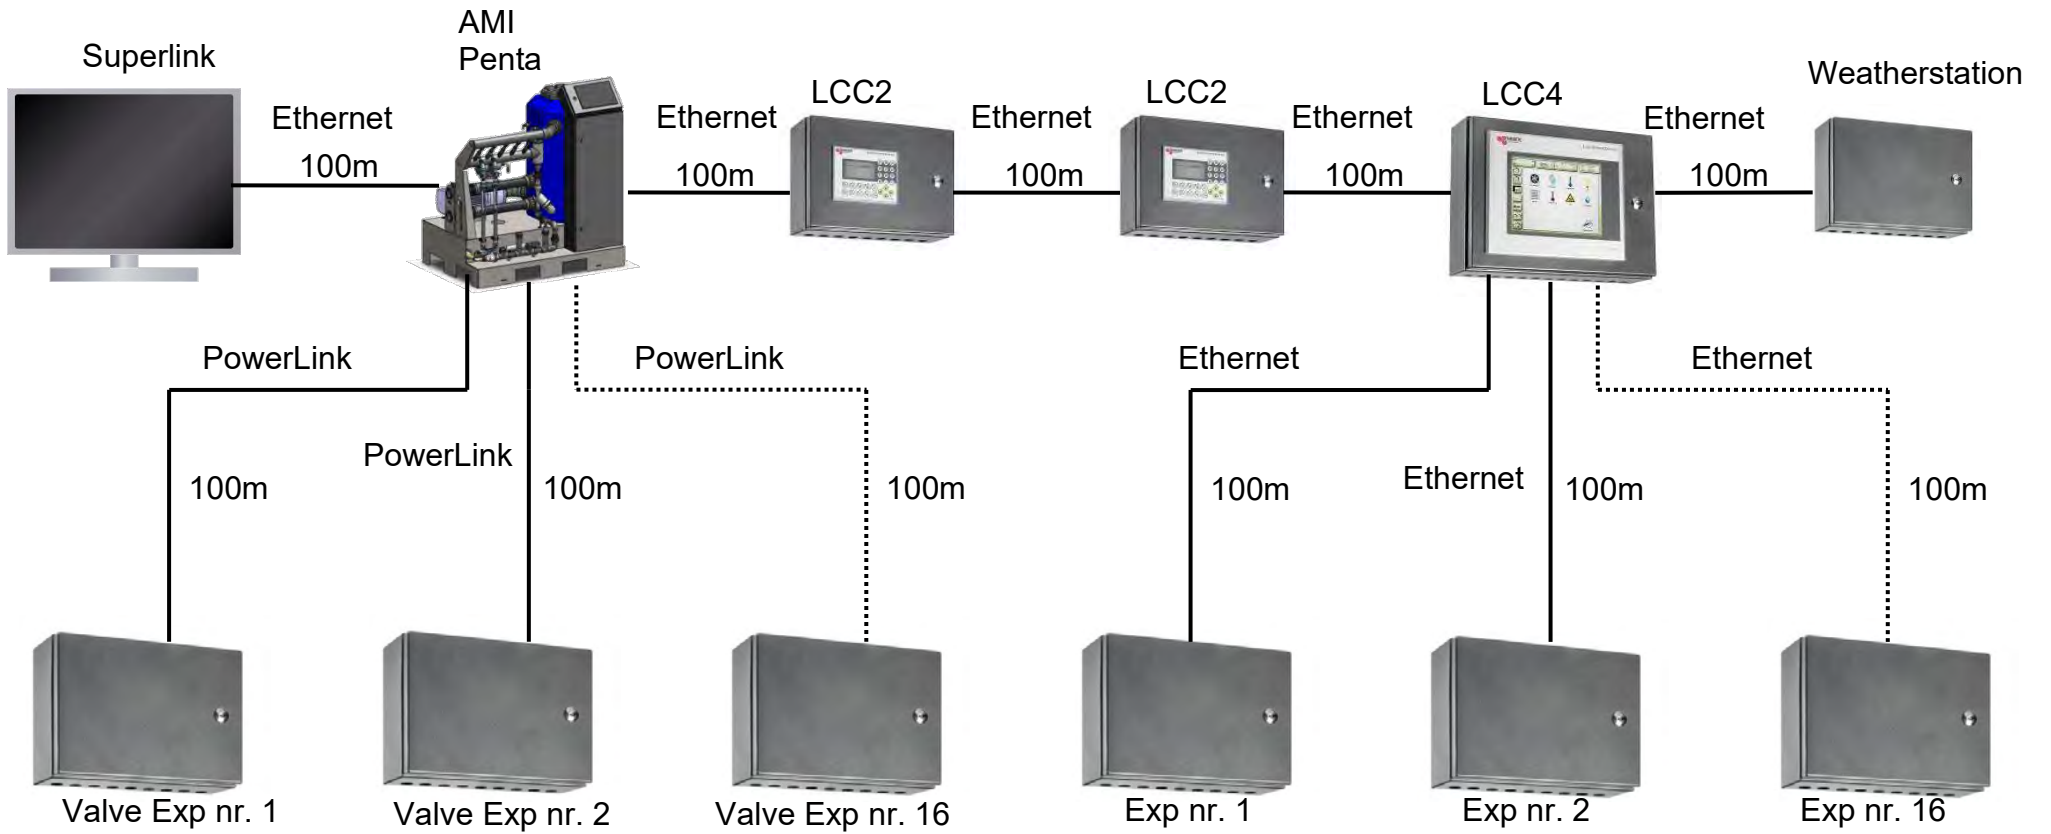 AMI
Penta
Superlink
Weatherstation
LCC2
LCC2
LCC4
Ethernet
100m
Ethernet
100m
Ethernet
100m
Ethernet
100m
Ethernet
100m
PowerLink
PowerLink
Ethernet
Ethernet
PowerLink
Ethernet
100m
100m
100m
100m
100m
100m
Valve Exp nr. 1
Valve Exp nr. 2
Valve Exp nr. 16
Exp nr. 1
Exp nr. 2
Exp nr. 16